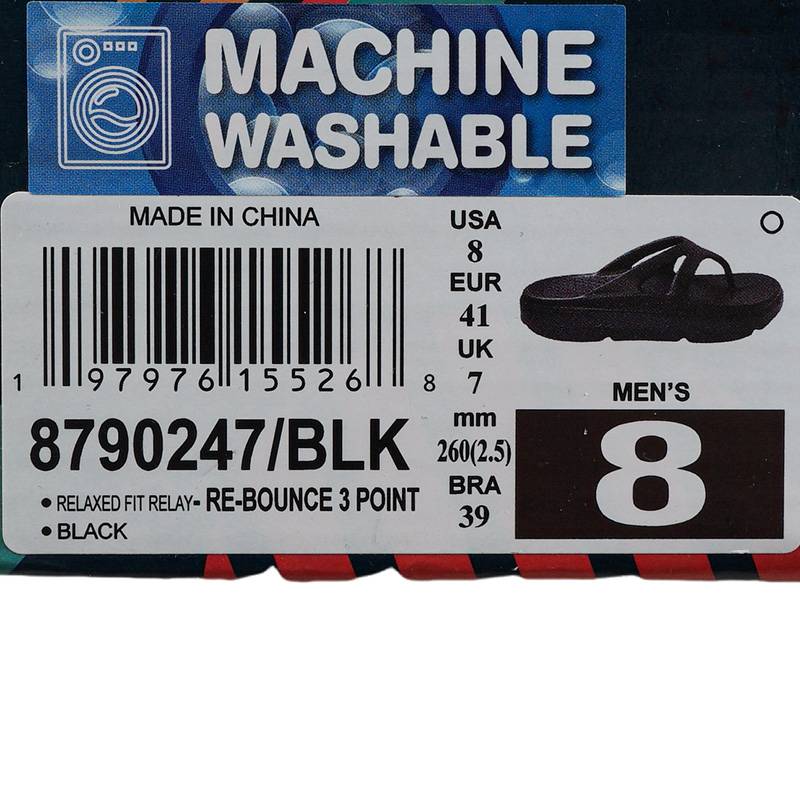 MACHINE
WASHABLE
MADE IN CHINA
1 97976 15526 8
8790247/BLK
• RELAXED FIT RELAY- RE-BOUNCE 3 POINT
• BLACK
USA
8
EUR
41
UK
7
mm
260(2.5)
BRA
39
MEN'S
8